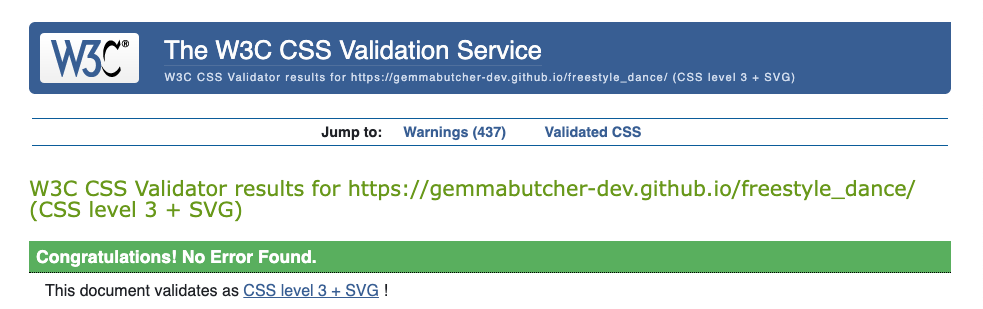 W3C®
The W3C CSS Validation Service
W3C CSS Validator results for https://gemmabutcher-dev.github.io/freestyle_dance/ (CSS level 3 + SVG)
Jump to: Warnings (437) Validated CSS
W3C CSS Validator results for https://gemmabutcher-dev.github.io/freestyle_dance/
(CSS level 3 + SVG)
Congratulations! No Error Found.
This document validates as CSS level 3 + SVG !